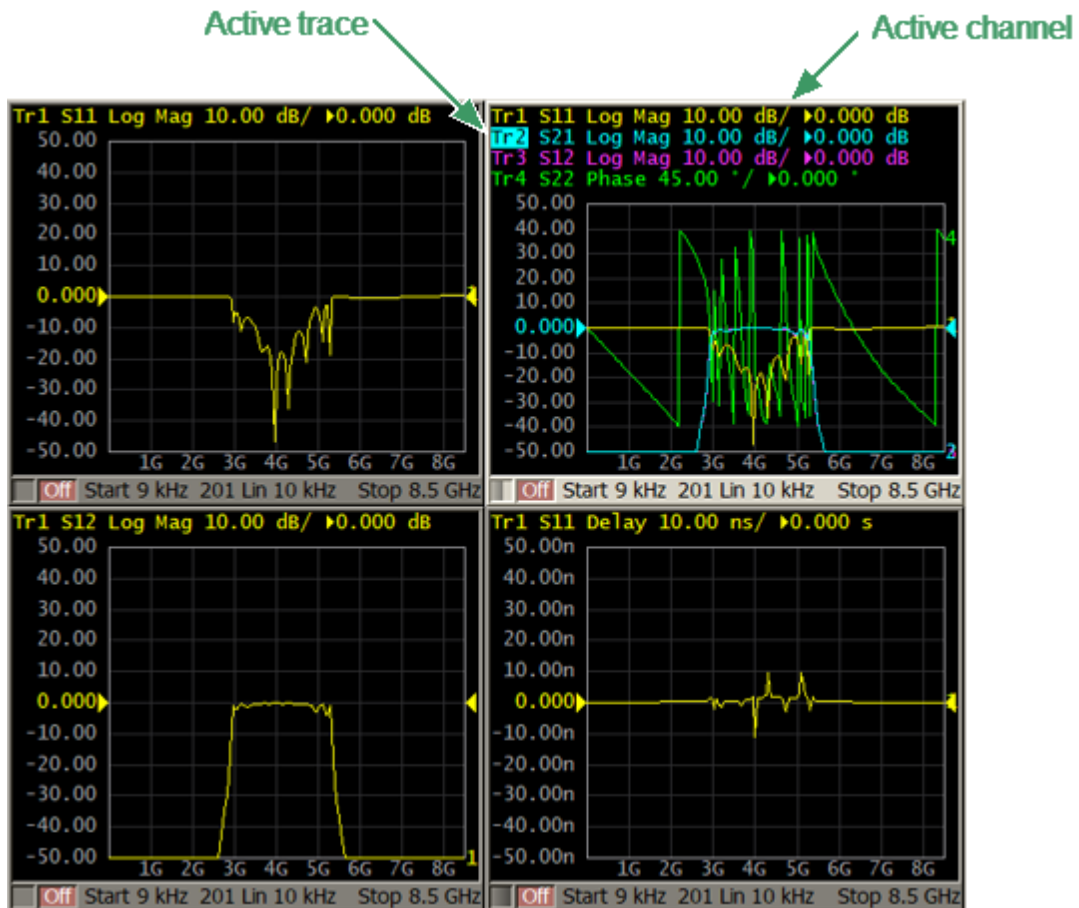 Active trace
Active channel
Tr1 S11 Log Mag 10.00 dB/ ▶0.000 dB
50.00
40.00
30.00
20.00
10.00
0.000
-10.00
-20.00
-30.00
-40.00
-50.00
1G 2G 3G 4G 5G 6G 7G 8G
Off Start 9 kHz 201 Lin 10 kHz Stop 8.5 GHz
Tr1 S11 Log Mag 10.00 dB/ ▶0.000 dB
Tr2 S21 Log Mag 10.00 dB/ ▶0.000 dB
Tr3 S12 Log Mag 10.00 dB/ ▶0.000 dB
Tr4 S22 Phase 45.00 °/ ▶0.000 °
50.00
40.00
30.00
20.00
10.00
0.000
-10.00
-20.00
-30.00
-40.00
-50.00
4
2
1G 2G 3G 4G 5G 6G 7G 8G
Off Start 9 kHz 201 Lin 10 kHz Stop 8.5 GHz
Tr1 S12 Log Mag 10.00 dB/ ▶0.000 dB
50.00
40.00
30.00
20.00
10.00
0.000
-10.00
-20.00
-30.00
-40.00
-50.00
1
1G 2G 3G 4G 5G 6G 7G 8G
Off Start 9 kHz 201 Lin 10 kHz Stop 8.5 GHz
Tr1 S11 Delay 10.00 ns/ ▶0.000 s
50.00n
40.00n
30.00n
20.00n
10.00n
0.000
-10.00n
-20.00n
-30.00n
-40.00n
-50.00n
1G 2G 3G 4G 5G 6G 7G 8G
Off Start 9 kHz 201 Lin 10 kHz Stop 8.5 GHz